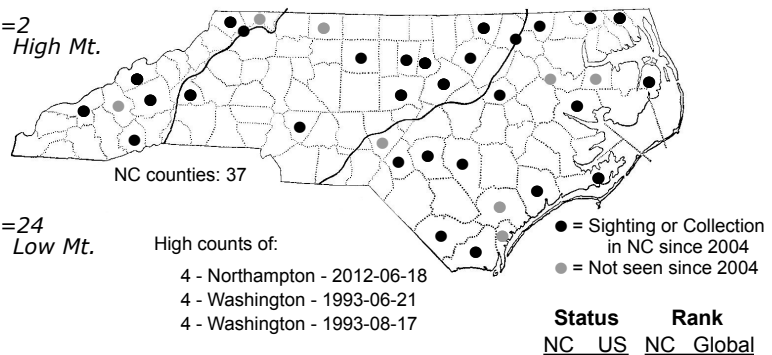 =2
High Mt.
NC counties: 37
=24
Low Mt.
High counts of:
4 - Northampton - 2012-06-18
4 - Washington - 1993-06-21
4 - Washington - 1993-08-17
= Sighting or Collection
in NC since 2004
= Not seen since 2004
Status Rank
NC US NC Global